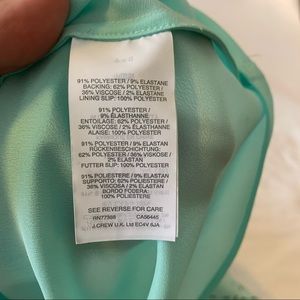 91% POLYESTER / 9% ELASTANE
BACKING: 62% POLYESTER /
36% VISCOSE / 2% ELASTANE
LINING SLIP: 100% POLYESTER
91% POLYESTER /
9% ÉLASTHANNE
ENTOILAGE: 62% POLYESTER /
36% VISCOSE / 2% ÉLASTHANNE
ALAISE: 100% POLYESTER
91% POLYESTER / 9% ELASTAN
RÜCKENBESCHICHTUNG:
62% POLYESTER / 36% VISKOSE
/ 2% ELASTAN
FUTTER SLIP: 100% POLYESTER
91% POLIESTERE / 9% ELASTAN
SUPPORTO: 62% POLIESTERE /
36% VISCOSA / 2% ELASTAN
BORDO FODERA:
100% POLIESTERE
SEE REVERSE FOR CARE
RN77388 CA56445
J.CREW U.K. Ltd EC4V 6JA